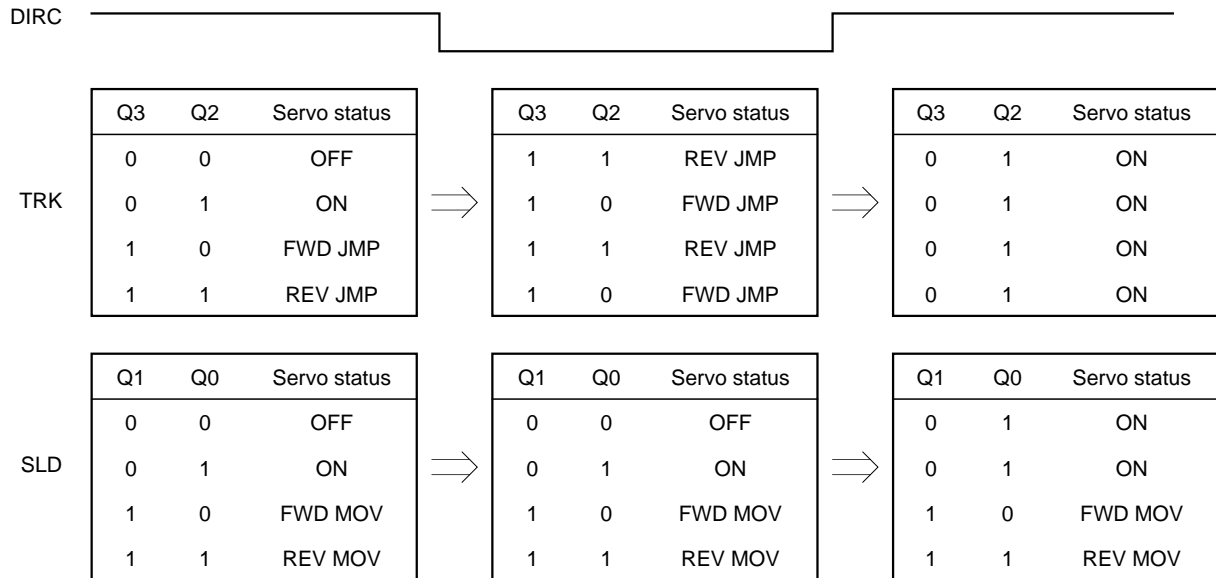 DIRC
Q3 Q2 Servo status Q3 Q2 Servo status Q3 Q2 Servo status
0 0 OFF 1 1 REV JMP 0 1 ON
TRK 0 1 ON 1 0 FWD JMP 0 1 ON
1 0 FWD JMP 1 1 REV JMP 0 1 ON
1 1 REV JMP 1 0 FWD JMP 0 1 ON
Q1 Q0 Servo status Q1 Q0 Servo status Q1 Q0 Servo status
0 0 OFF 0 0 OFF 0 1 ON
SLD 0 1 ON 0 1 ON 0 1 ON
1 0 FWD MOV 1 0 FWD MOV 1 0 FWD MOV
1 1 REV MOV 1 1 REV MOV 1 1 REV MOV